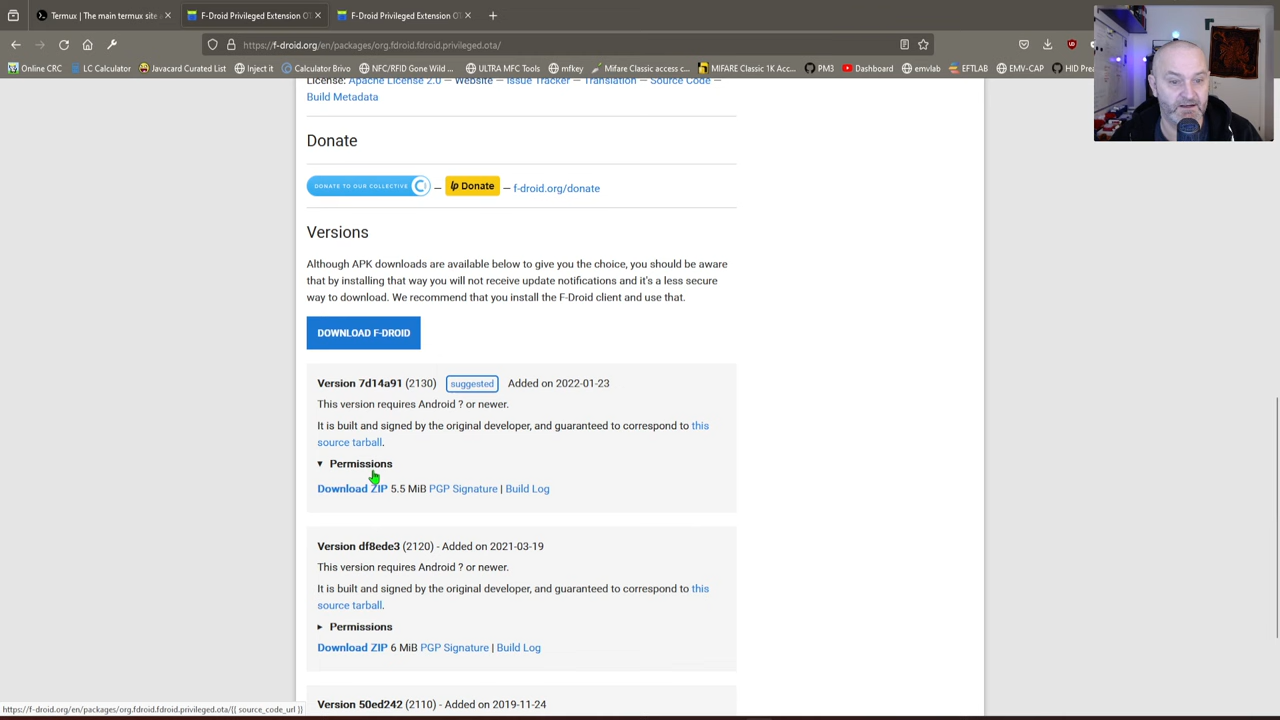 Termux | The main termux site
F-Droid Privileged Extension OT
F-Droid Privileged Extension OT
https://f-droid.org/en/packages/org.fdroid.fdroid.privileged.ota/
Online CRC
LC Calculator
Javacard Curated List
Inject it
Calculator Brivo
NFC/RFID Gone Wild ...
ULTRA MFC Tools
mfkey
Mifare Classic access c...
MIFARE Classic 1K Acc...
PM3
Dashboard
emvlab
EFTLAB
EMV-CAP
License: Apache License 2.0 — Website — Issue Tracker — Translation — Source Code —
Build Metadata
Donate
DONATE TO OUR COLLECTIVE — lp Donate — f-droid.org/donate
Versions
Although APK downloads are available below to give you the choice, you should be aware
that by installing that way you will not receive update notifications and it's a less secure
way to download. We recommend that you install the F-Droid client and use that.
DOWNLOAD F-DROID
Version 7d14a91 (2130) suggested Added on 2022-01-23
This version requires Android ? or newer.
It is built and signed by the original developer, and guaranteed to correspond to this
source tarball.
Permissions
Download ZIP 5.5 MiB PGP Signature | Build Log
Version df8ede3 (2120) - Added on 2021-03-19
This version requires Android ? or newer.
It is built and signed by the original developer, and guaranteed to correspond to this
source tarball.
Permissions
Download ZIP 6 MiB PGP Signature | Build Log
Version 50ed242 (2110) - Added on 2019-11-24
https://f-droid.org/en/packages/org.fdroid.fdroid.privileged.ota/{{ source_code_url }}